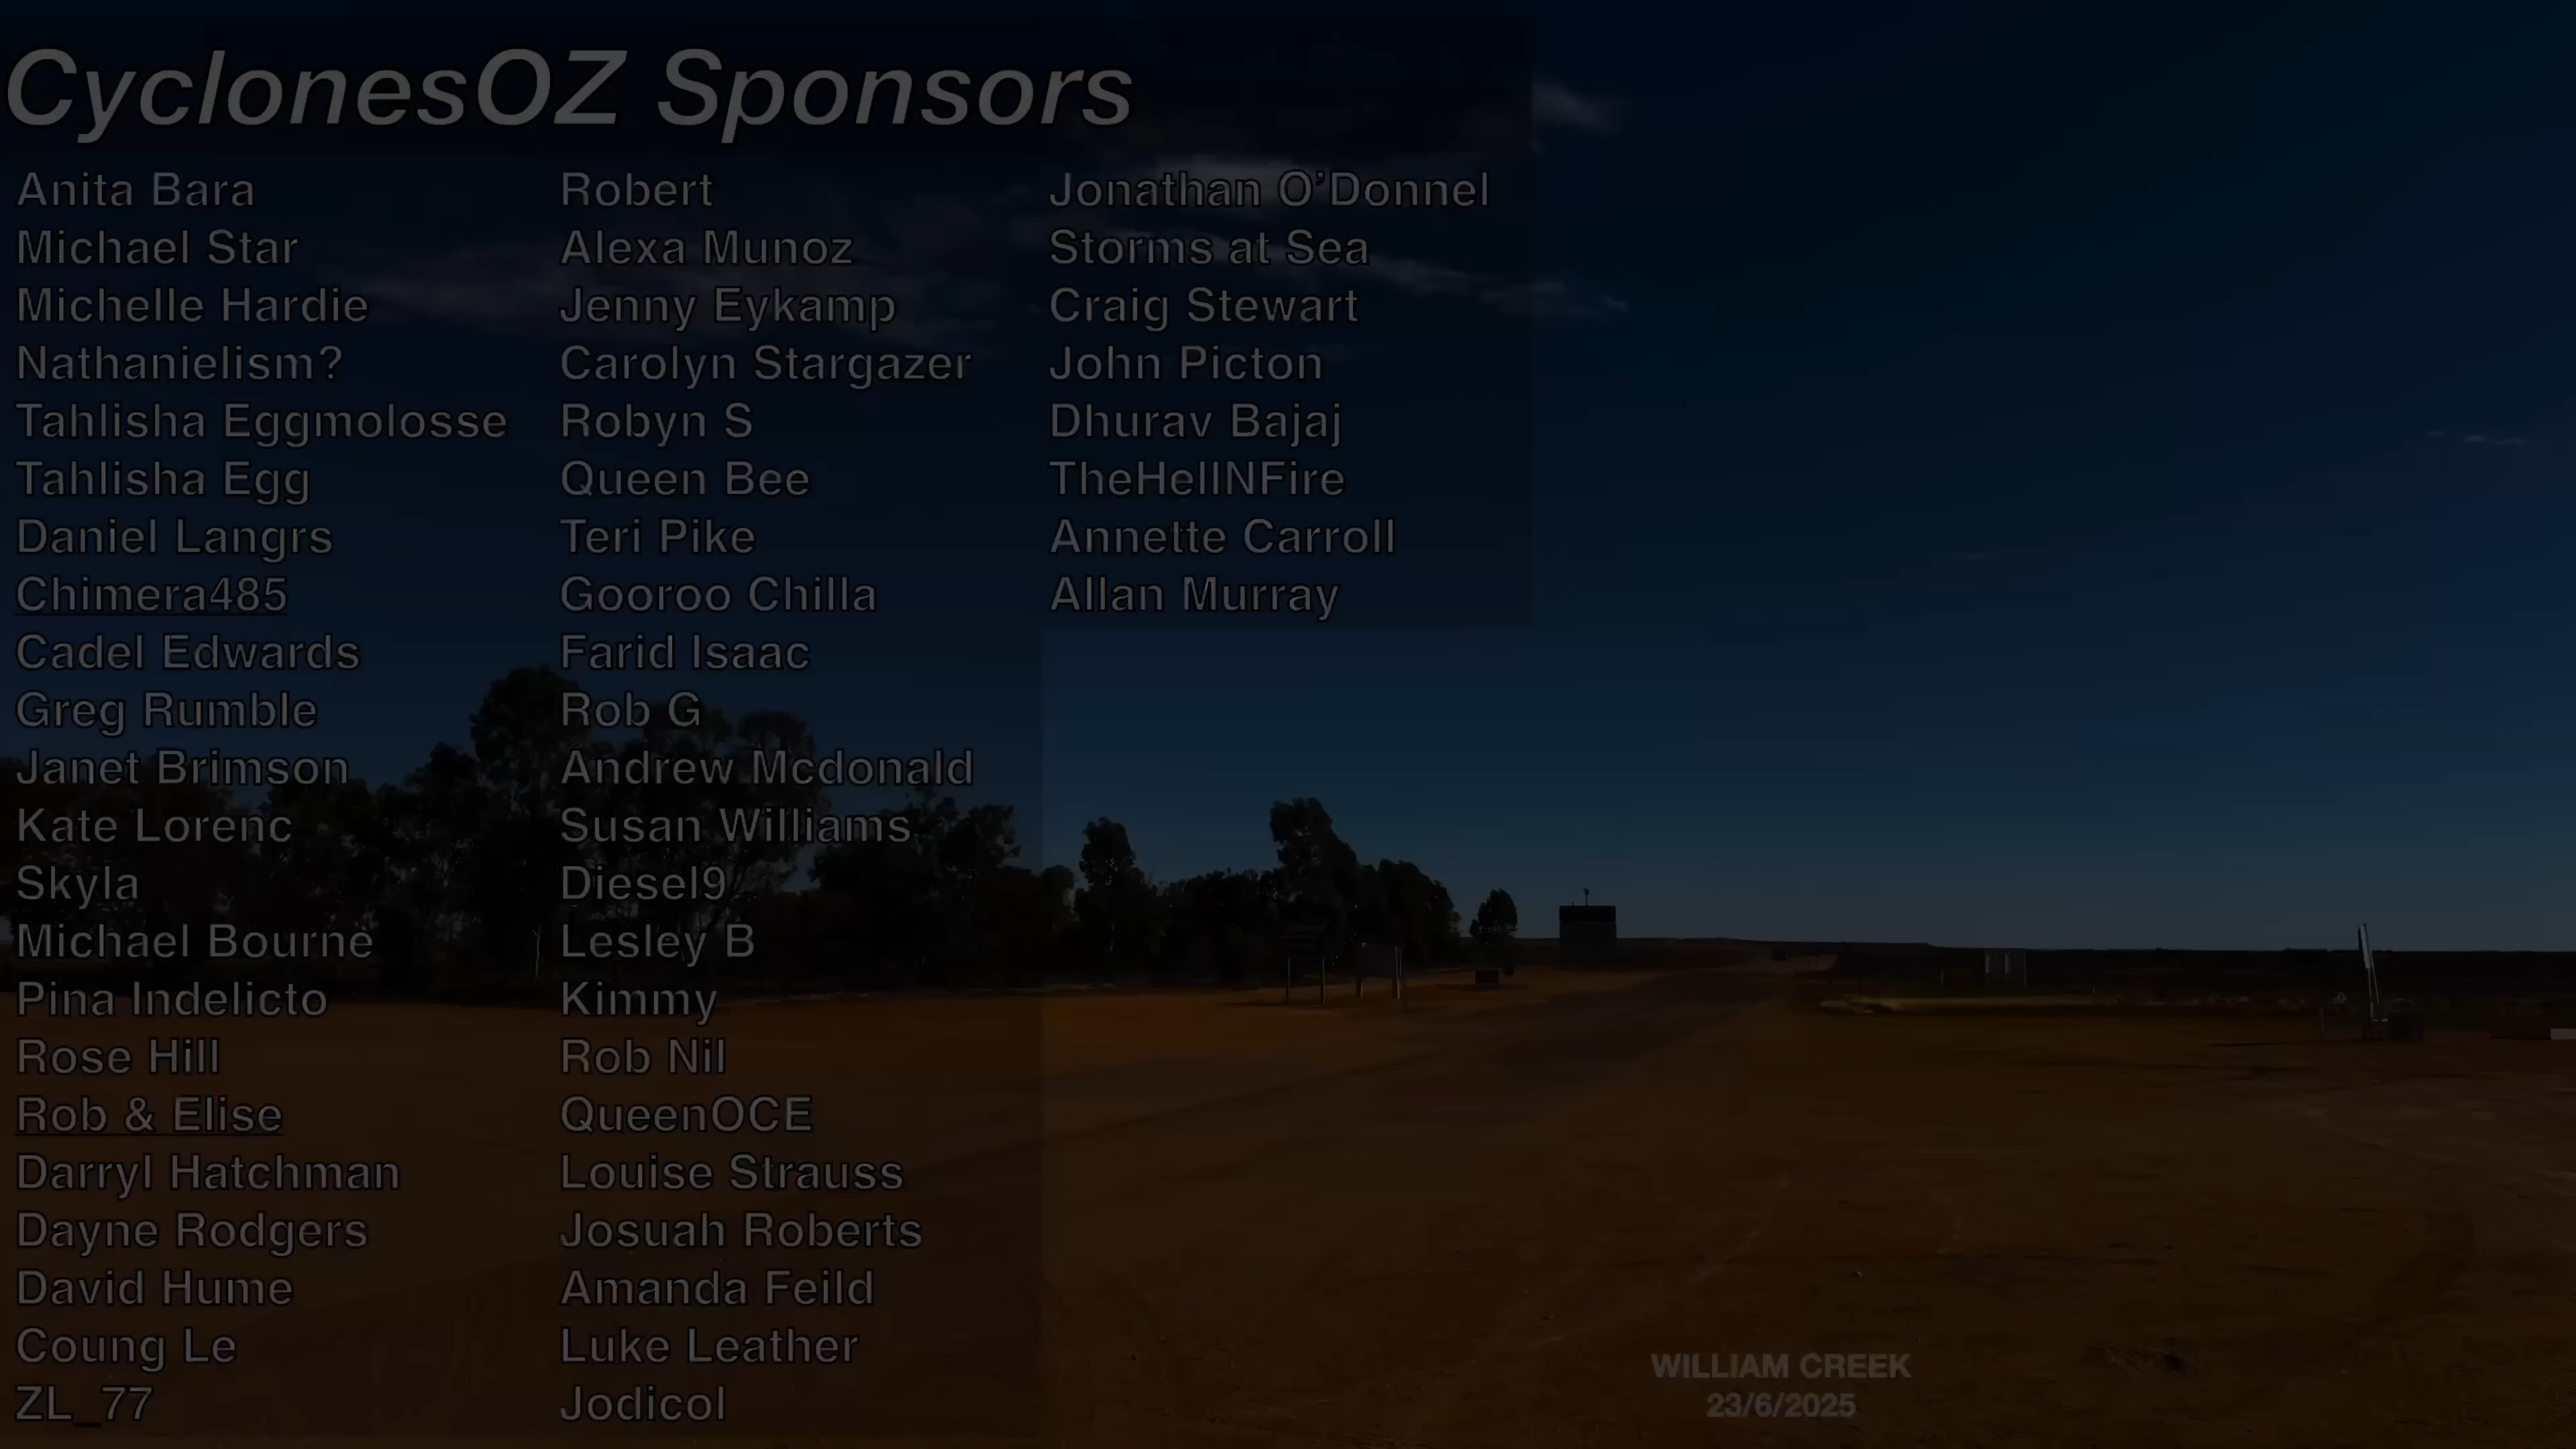 CyclonesOZ Sponsors
Anita Bara
Michael Star
Michelle Hardie
Nathanielism?
Tahlisha Eggmolosse
Tahlisha Egg
Daniel Langrs
Chimera485
Cadel Edwards
Greg Rumble
Janet Brimson
Kate Lorenc
Skyla
Michael Bourne
Pina Indelicto
Rose Hill
Rob & Elise
Darryl Hatchman
Dayne Rodgers
David Hume
Coung Le
ZL_77
Robert
Alexa Munoz
Jenny Eykamp
Carolyn Stargazer
Robyn S
Queen Bee
Teri Pike
Gooroo Chilla
Farid Isaac
Rob G
Andrew Mcdonald
Susan Williams
Diesel9
Lesley B
Kimmy
Rob Nil
QueenOCE
Louise Strauss
Josuah Roberts
Amanda Feild
Luke Leather
Jodicol
Jonathan O’Donnel
Storms at Sea
Craig Stewart
John Picton
Dhurav Bajaj
TheHellNFire
Annette Carroll
Allan Murray
WILLIAM CREEK
23/6/2025